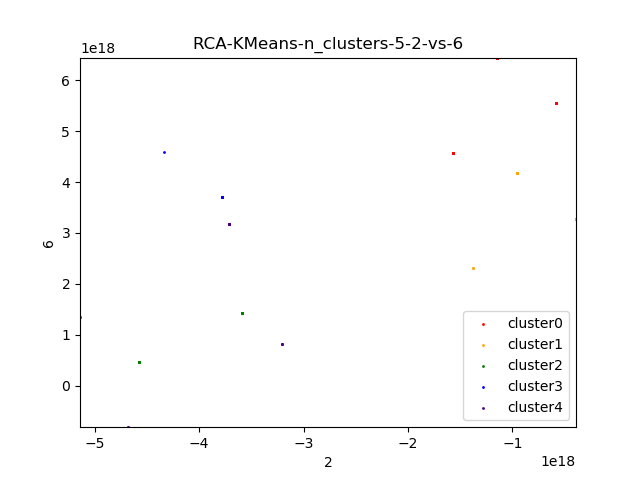 RCA-KMeans-n_clusters-5-2-vs-6
1e18
6
5
4
3
2
1
0
6
−5
−4
−3
−2
−1
2
1e18
cluster0
cluster1
cluster2
cluster3
cluster4